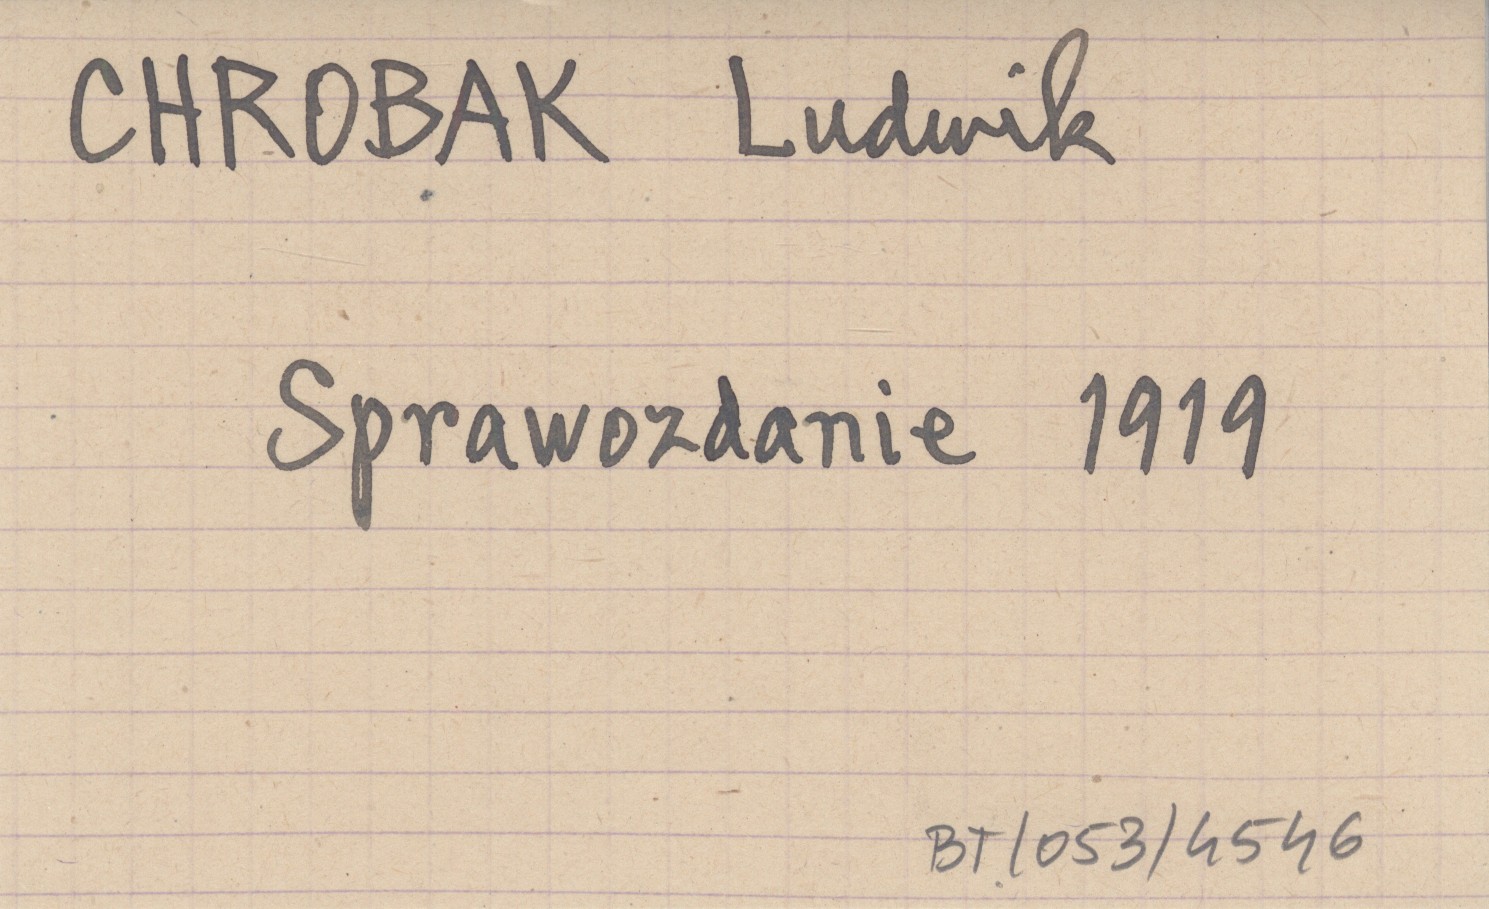 CHROBAK Ludwik
Sprawozdanie 1919
BT/053/4546